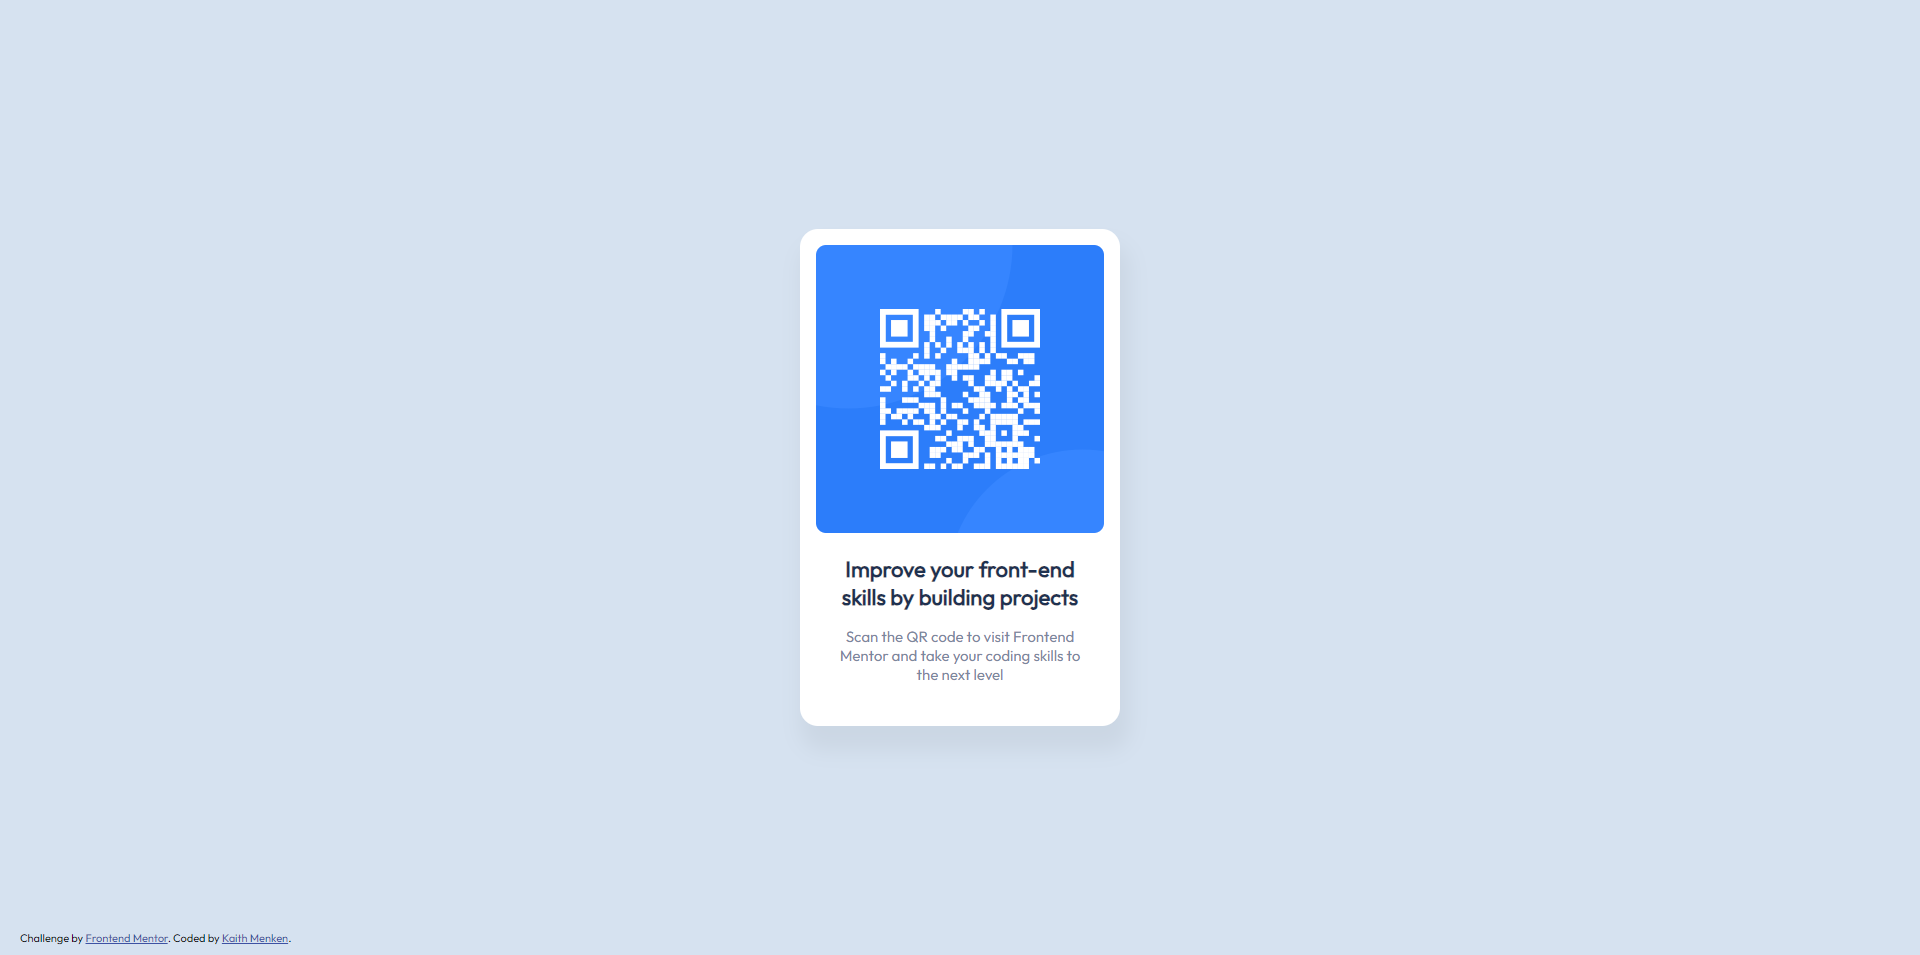 Improve your front-end
skills by building projects
Scan the QR code to visit Frontend
Mentor and take your coding skills to
the next level
Challenge by Frontend Mentor. Coded by Kaith Menken.